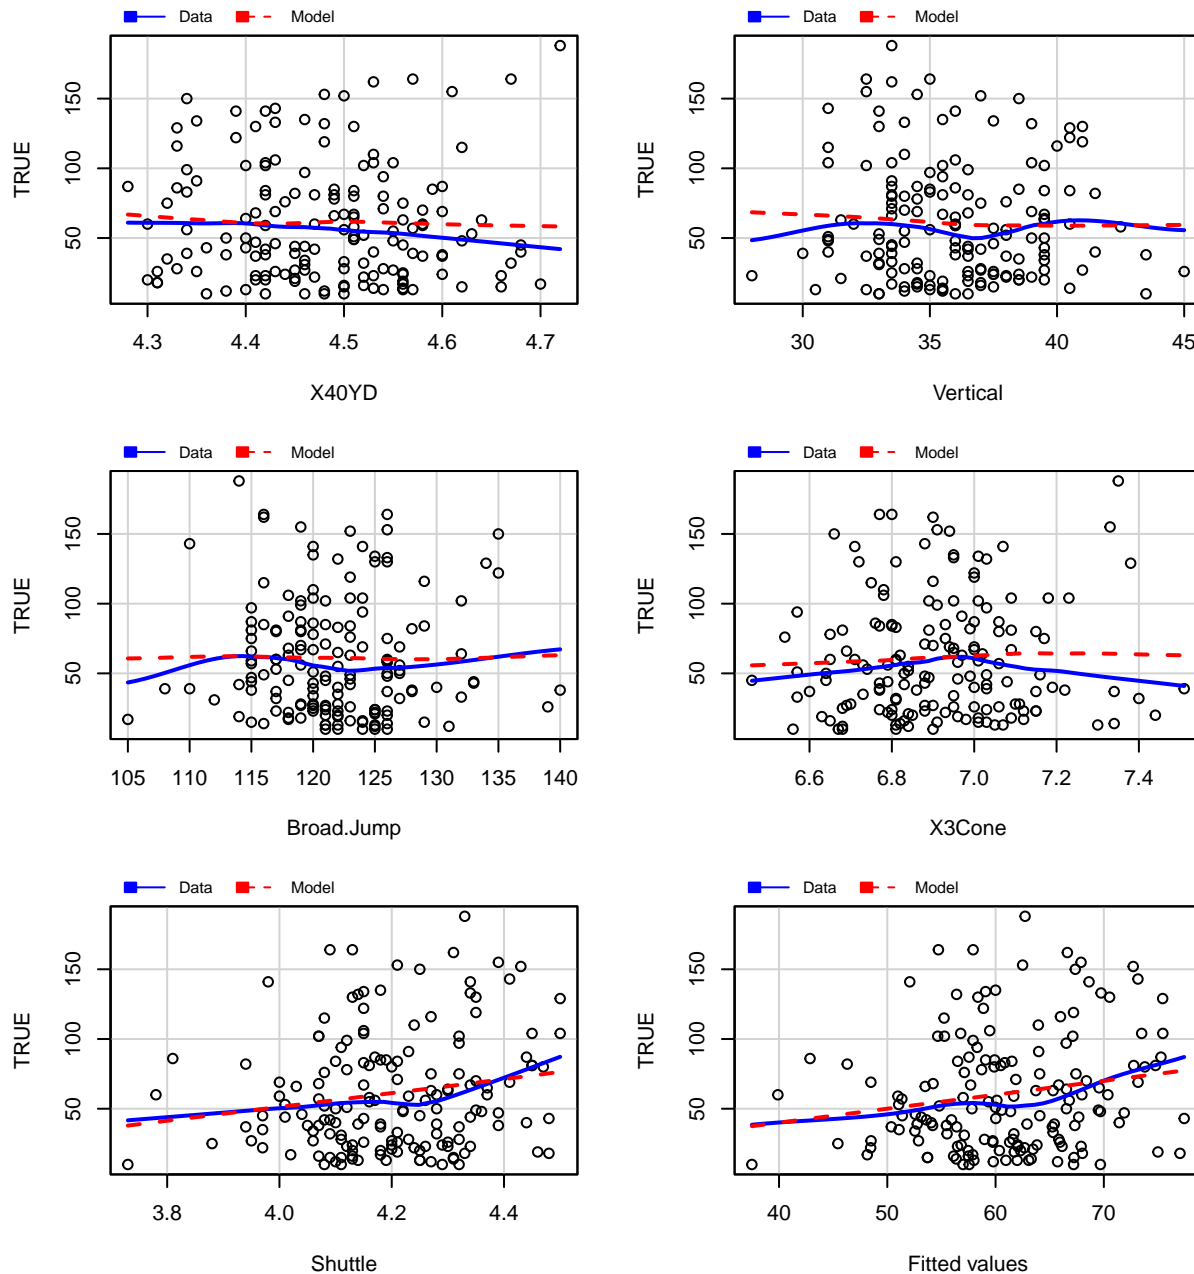 Data Model Data Model
TRUE 50 100 150 TRUE 50 100 150
4.3 4.4 4.5 4.6 4.7 30 35 40 45
X40YD Vertical
Data Model Data Model
TRUE 50 100 150 TRUE 50 100 150
105 110 115 120 125 130 135 140 6.6 6.8 7.0 7.2 7.4
Broad.Jump X3Cone
Data Model Data Model
TRUE 50 100 150 TRUE 50 100 150
3.8 4.0 4.2 4.4 40 50 60 70
Shuttle Fitted values